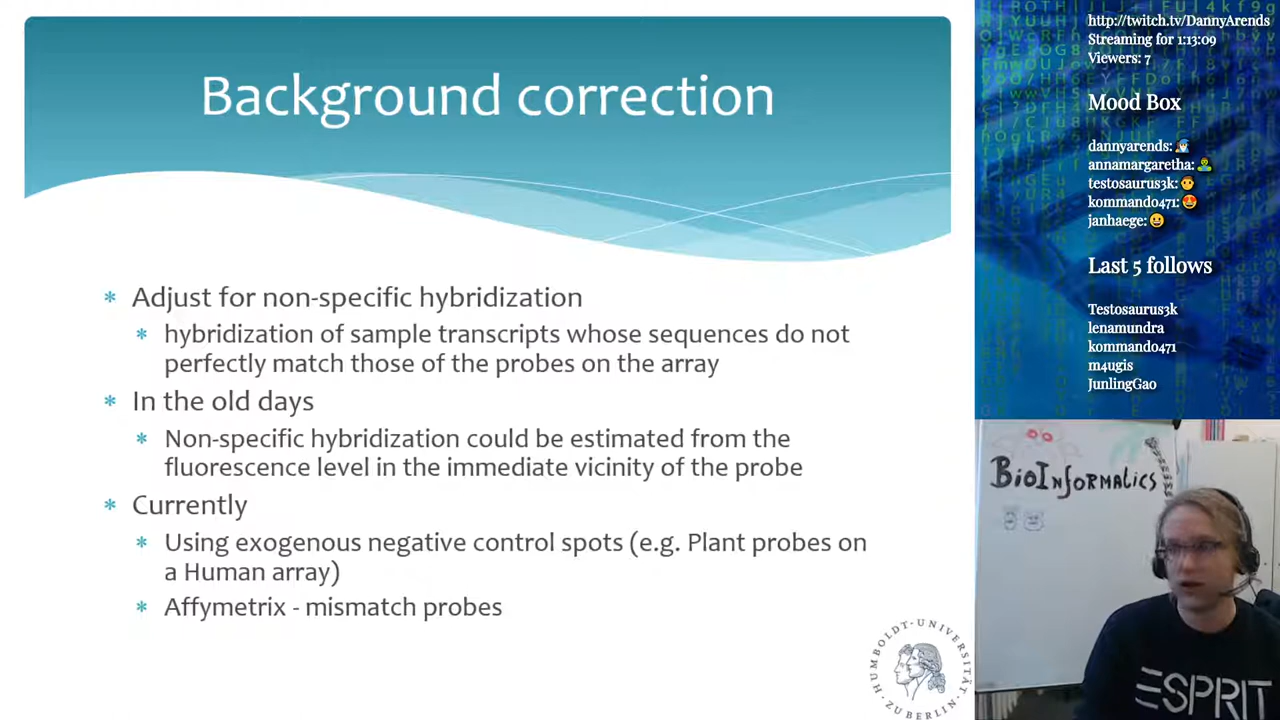 Background correction
* Adjust for non-specific hybridization
* hybridization of sample transcripts whose sequences do not
perfectly match those of the probes on the array
* In the old days
* Non-specific hybridization could be estimated from the
fluorescence level in the immediate vicinity of the probe
* Currently
* Using exogenous negative control spots (e.g. Plant probes on
a Human array)
* Affymetrix - mismatch probes
HUMBOLDT-UNIVERSITÄT
ZU BERLIN
http://twitch.tv/DannyArends
Streaming for 1:13:09
Viewers: 7
Mood Box
dannyarends:
annamargaretha:
testosaurus3k:
kommando471:
janhaege:
Last 5 follows
Testosaurus3k
lenamundra
kommando471
m4ugis
JunlingGao
BioInformatics
ESPRIT